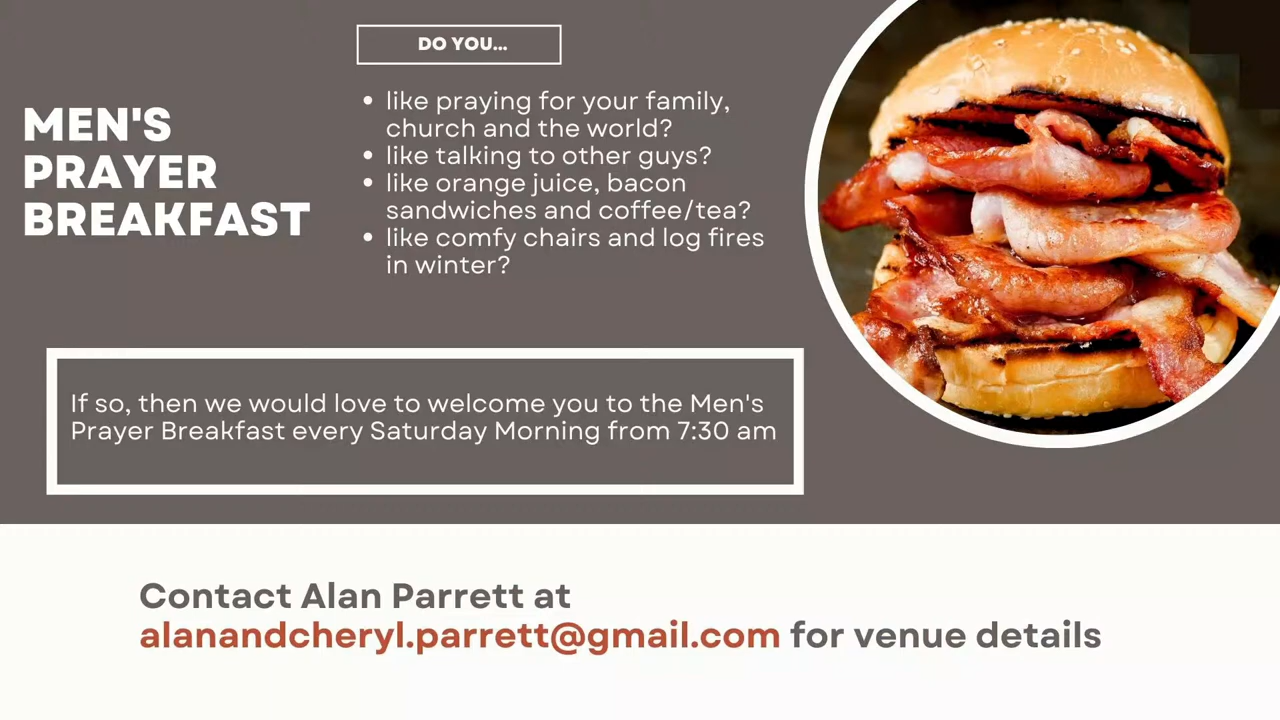 MEN'S
PRAYER
BREAKFAST
DO YOU...
• like praying for your family,
church and the world?
• like talking to other guys?
• like orange juice, bacon
sandwiches and coffee/tea?
• like comfy chairs and log fires
in winter?
If so, then we would love to welcome you to the Men's
Prayer Breakfast every Saturday Morning from 7:30 am
Contact Alan Parrett at
alanandcheryl.parrett@gmail.com for venue details